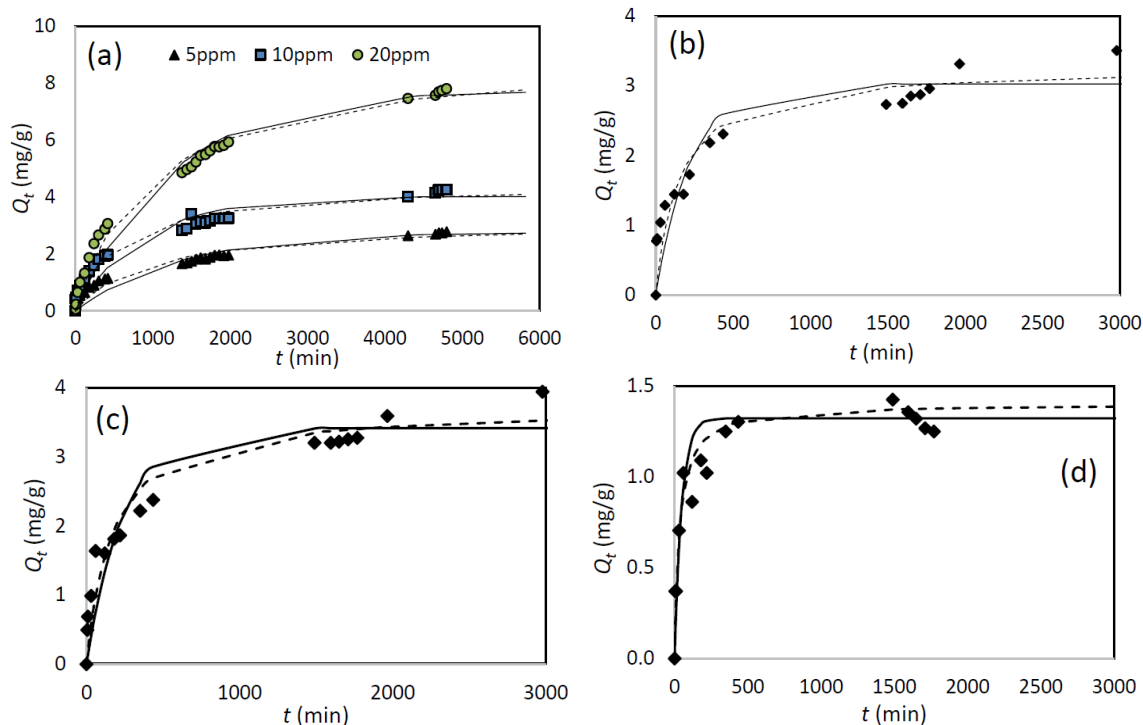 (a)
5ppm 10ppm 20ppm
Qt (mg/g)
10
8
6
4
2
0
0 1000 2000 3000 4000 5000 6000
t (min)
(b)
Qt (mg/g)
4
3
2
1
0
0 500 1000 1500 2000 2500 3000
t (min)
(c)
Qt (mg/g)
4
3
2
1
0
0 1000 2000 3000
t (min)
(d)
Qt (mg/g)
1.5
1.0
0.5
0.0
0 500 1000 1500 2000 2500 3000
t (min)